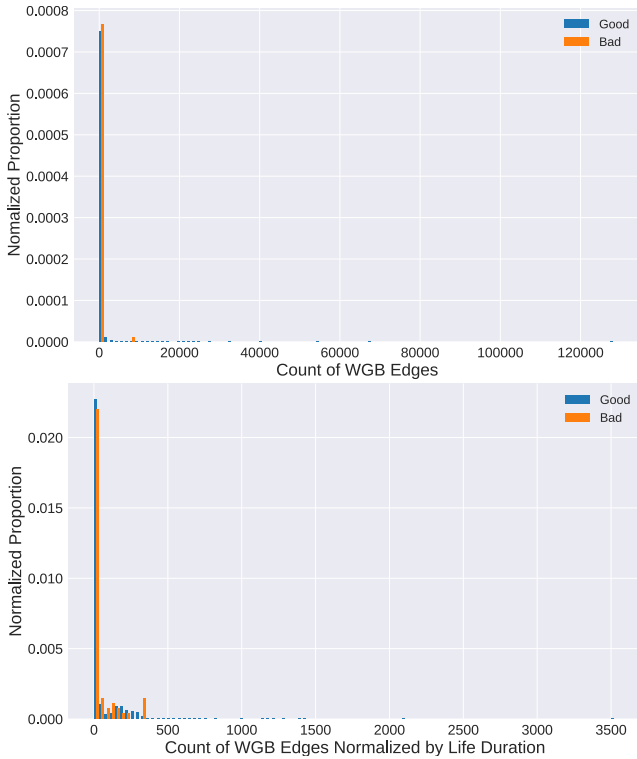 0.0008
0.0007
0.0006
0.0005
0.0004
0.0003
0.0002
0.0001
0.0000
Nomalized Proportion
Good
Bad
0 20000 40000 60000 80000 100000 120000
Count of WGB Edges
0.020
0.015
0.010
0.005
0.000
Normalized Proportion
Good
Bad
0 500 1000 1500 2000 2500 3000 3500
Count of WGB Edges Normalized by Life Duration